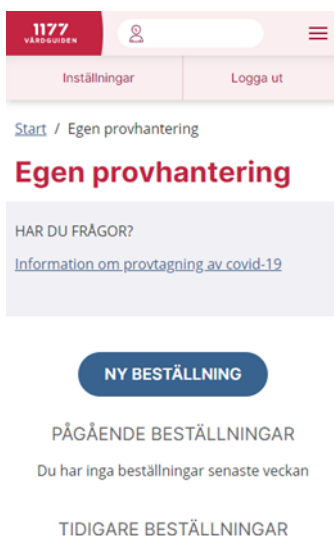 1177
VÅRDGUIDEN
Inställningar
Logga ut
Start / Egen provhantering
Egen provhantering
HAR DU FRÅGOR?
Information om provtagning av covid-19
NY BESTÄLLNING
PÅGÅENDE BESTÄLLNINGAR
Du har inga beställningar senaste veckan
TIDIGARE BESTÄLLNINGAR